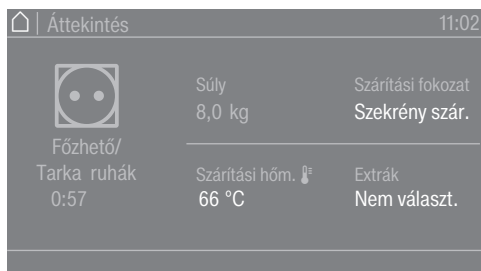 Áttekintés
11:02
Főzhető/
Tarka ruhák
0:57
Súly
8,0 kg
Szárítási fokozat
Szekrény szár.
Szárítási hőm.
66 °C
Extrák
Nem választ.